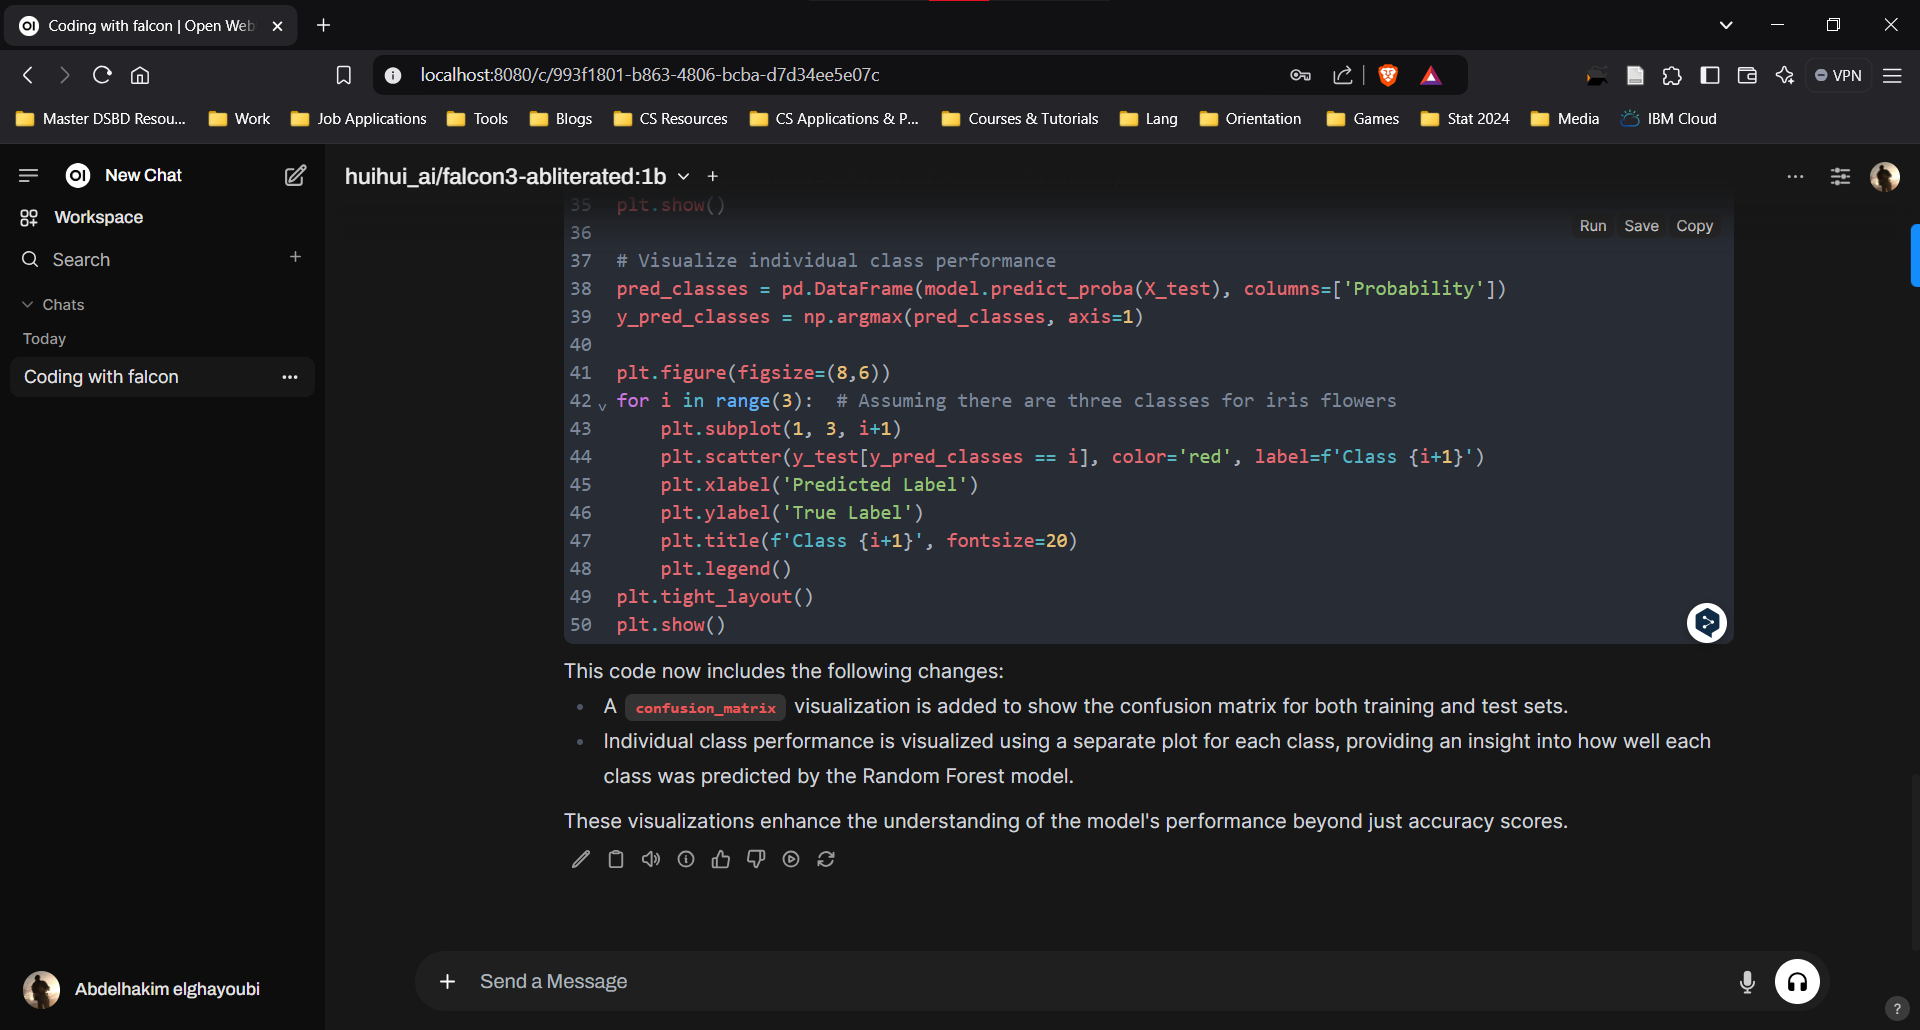 Coding with falcon | Open Web
localhost:8080/c/993f1801-b863-4806-bcba-d7d34ee5e07c
VPN
Master DSBD Resou...
Work
Job Applications
Tools
Blogs
CS Resources
CS Applications & P...
Courses & Tutorials
Lang
Orientation
Games
Stat 2024
Media
IBM Cloud
OI
New Chat
Workspace
Search
Chats
Today
Coding with falcon
Abdelhakim elghayoubi
huihui_ai/falcon3-abliterated:1b
Run Save Copy
35 plt.show()
36
37 # Visualize individual class performance
38 pred_classes = pd.DataFrame(model.predict_proba(X_test), columns=['Probability'])
39 y_pred_classes = np.argmax(pred_classes, axis=1)
40
41 plt.figure(figsize=(8,6))
42 for i in range(3):  # Assuming there are three classes for iris flowers
43     plt.subplot(1, 3, i+1)
44     plt.scatter(y_test[y_pred_classes == i], color='red', label=f'Class {i+1}')
45     plt.xlabel('Predicted Label')
46     plt.ylabel('True Label')
47     plt.title(f'Class {i+1}', fontsize=20)
48     plt.legend()
49 plt.tight_layout()
50 plt.show()
This code now includes the following changes:
• A confusion_matrix visualization is added to show the confusion matrix for both training and test sets.
• Individual class performance is visualized using a separate plot for each class, providing an insight into how well each
class was predicted by the Random Forest model.
These visualizations enhance the understanding of the model's performance beyond just accuracy scores.
Send a Message
?